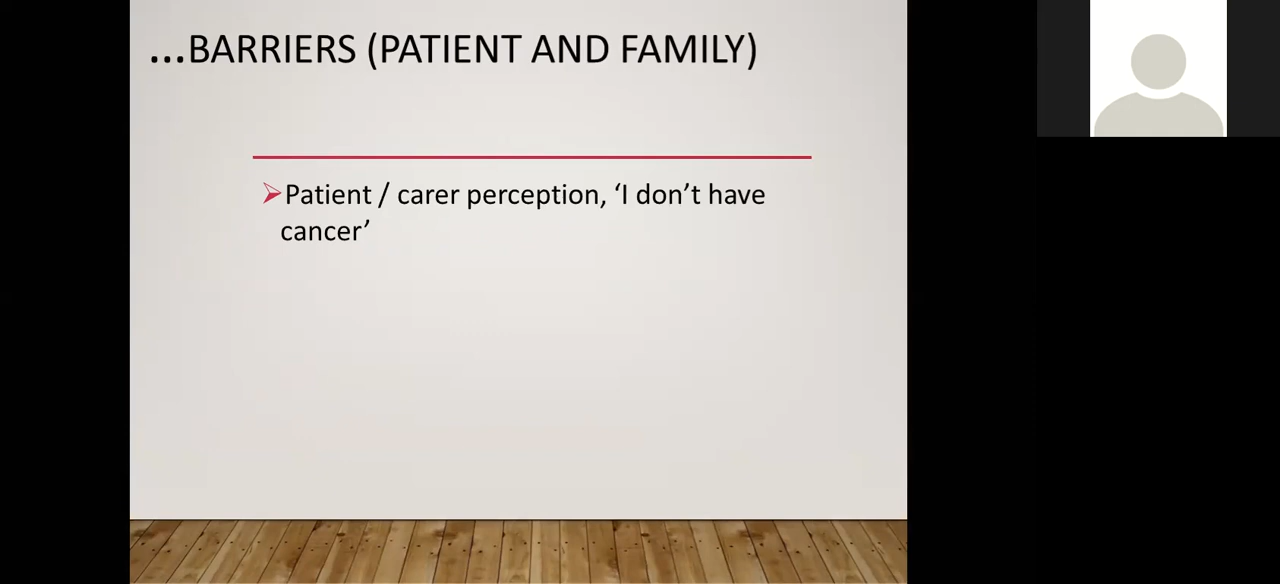 ...BARRIERS (PATIENT AND FAMILY)
Patient / carer perception, ‘I don’t have
cancer’